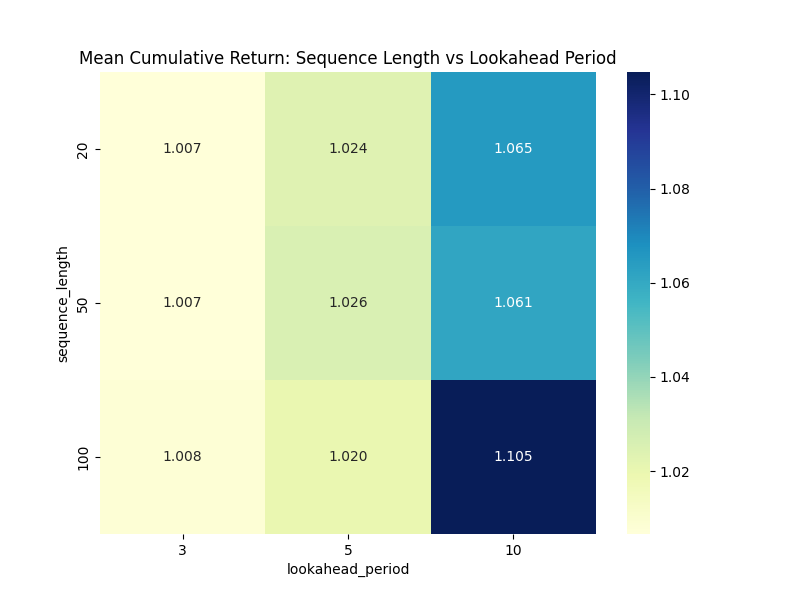 Mean Cumulative Return: Sequence Length vs Lookahead Period
1.10
20 1.007 1.024 1.065
1.08
sequence_length
50 1.007 1.026 1.061
1.06
1.04
100 1.008 1.020 1.105
1.02
3 5 10
lookahead_period